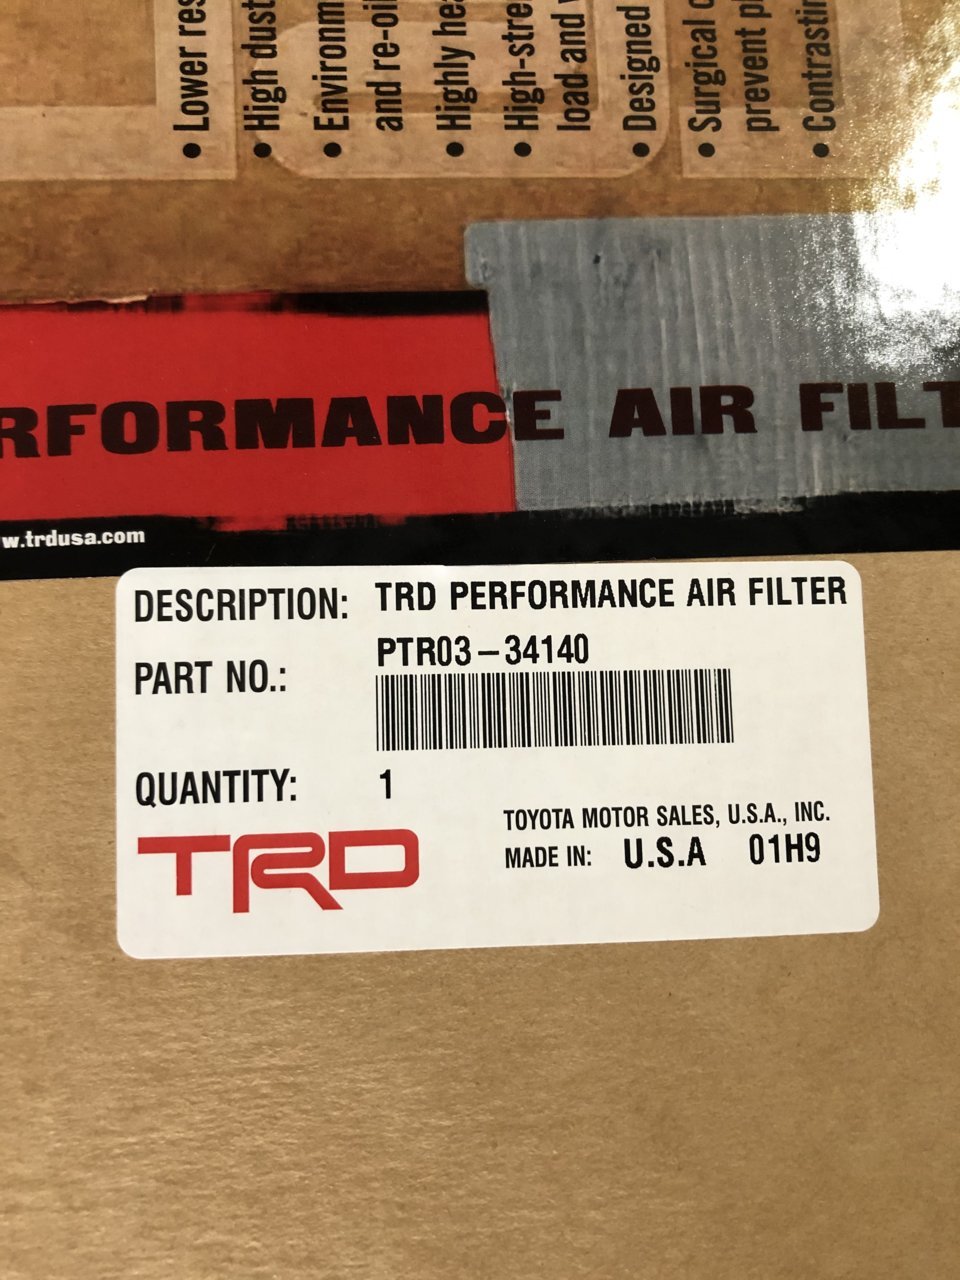 • Lower res
• High dust
• Environm
and re-oil
• Highly hea
• High-stre
load and
• Designed
• Surgical
prevent
• Contrastin
RFORMANCE AIR FILT
w.trdusa.com
DESCRIPTION: TRD PERFORMANCE AIR FILTER
PART NO.: PTR03-34140
QUANTITY: 1
TRD
TOYOTA MOTOR SALES, U.S.A., INC.
MADE IN: U.S.A 01H9